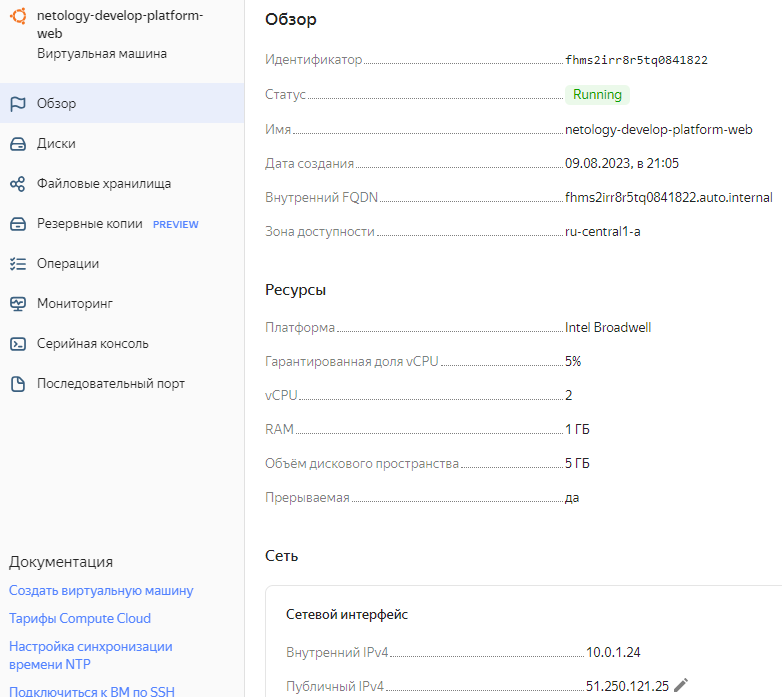 netology-develop-platform-
web
Виртуальная машина
Обзор
Диски
Файловые хранилища
Резервные копии PREVIEW
Операции
Мониторинг
Серийная консоль
Последовательный порт
Документация
Создать виртуальную машину
Тарифы Compute Cloud
Настройка синхронизации
времени NTP
Подключиться к ВМ по SSH
Обзор
Идентификатор fhms2irr8r5tq0841822
Статус Running
Имя netology-develop-platform-web
Дата создания 09.08.2023, в 21:05
Внутренний FQDN fhms2irr8r5tq0841822.auto.internal
Зона доступности ru-central1-a
Ресурсы
Платформа Intel Broadwell
Гарантированная доля vCPU 5%
vCPU 2
RAM 1 ГБ
Объём дискового пространства 5 ГБ
Прерываемая да
Сеть
Сетевой интерфейс
Внутренний IPv4 10.0.1.24
Публичный IPv4 51.250.121.25